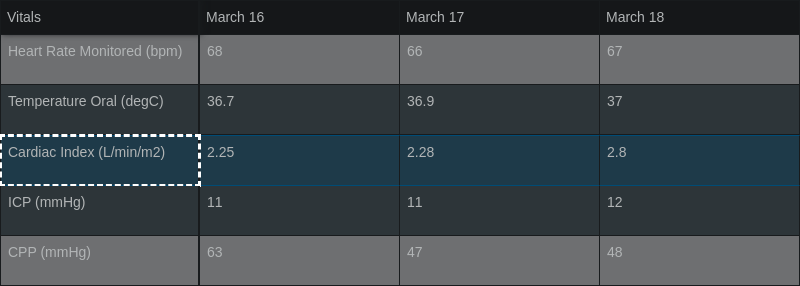 Vitals March 16 March 17 March 18
Heart Rate Monitored (bpm) 68 66 67
Temperature Oral (degC) 36.7 36.9 37
Cardiac Index (L/min/m2) 2.25 2.28 2.8
ICP (mmHg) 11 11 12
CPP (mmHg) 63 47 48